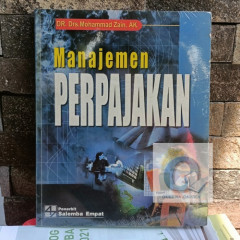 DR. Drs Mohammad Zain, AK.
Manajemen
PERPAJAKAN
Penerbit
Salemba Empat